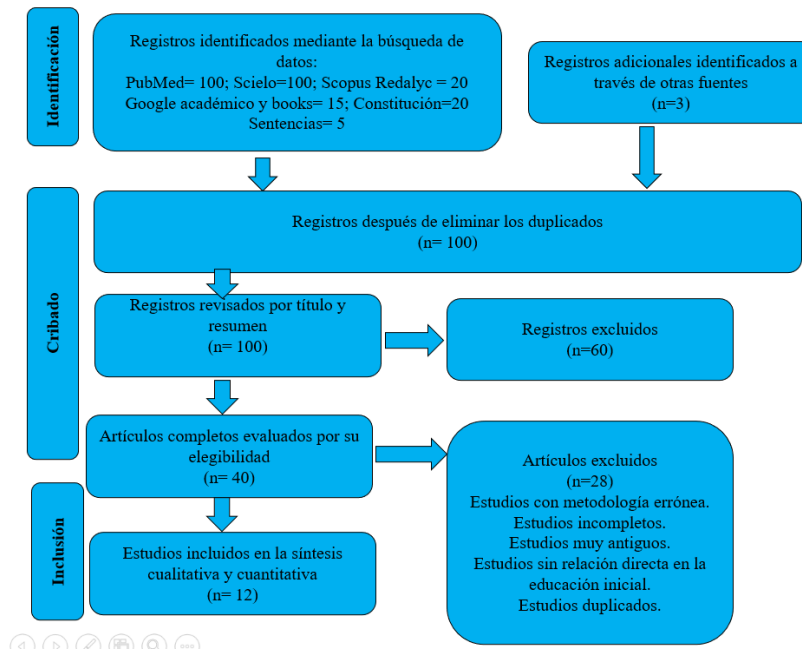 Identificación
Registros identificados mediante la búsqueda de
datos:
PubMed= 100; Scielo=100; Scopus Redalyc = 20
Google académico y books= 15; Constitución=20
Sentencias= 5
Registros adicionales identificados a
través de otras fuentes
(n=3)
Cribado
Registros después de eliminar los duplicados
(n= 100)
Registros revisados por título y
resumen
(n= 100)
Registros excluidos
(n=60)
Artículos completos evaluados por su
elegibilidad
(n= 40)
Artículos excluidos
(n=28)
Estudios con metodología errónea.
Estudios incompletos.
Estudios muy antiguos.
Estudios sin relación directa en la
educación inicial.
Estudios duplicados.
Inclusión
Estudios incluidos en la síntesis
cualitativa y cuantitativa
(n= 12)